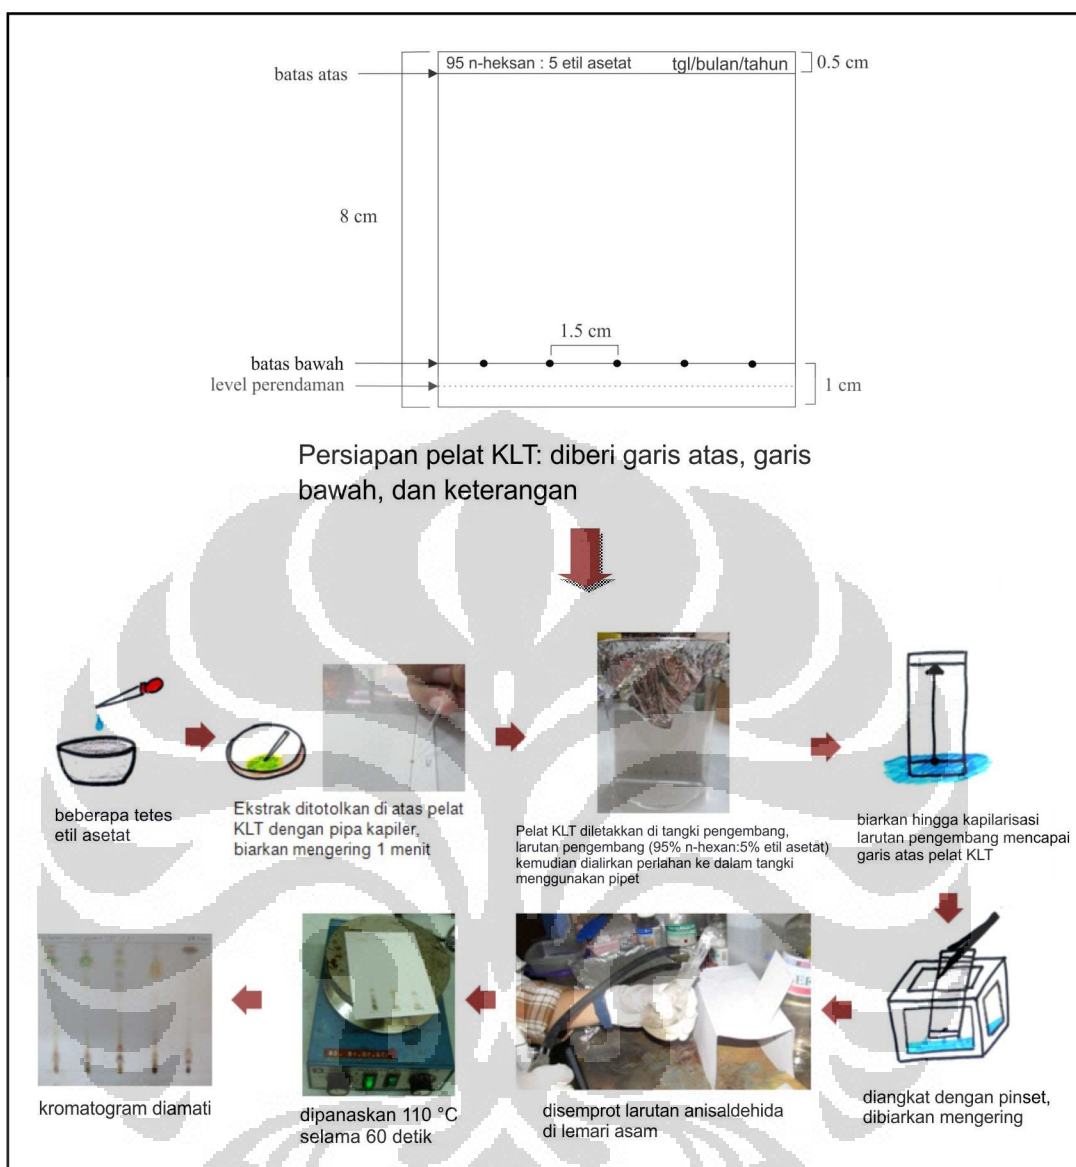 95 n-heksan : 5 etil asetat tgl/bulan/tahun
0.5 cm
batas atas
8 cm
1.5 cm
batas bawah
level perendaman
1 cm
Persiapan pelat KLT: diberi garis atas, garis
bawah, dan keterangan
beberapa tetes
etil asetat
Ekstrak ditotolkan di atas pelat
KLT dengan pipa kapiler,
biarkan mengering 1 menit
Pelat KLT diletakkan di tangki pengembang,
larutan pengembang (95% n-hexan:5% etil asetat)
kemudian dialirkan perlahan ke dalam tangki
menggunakan pipet
biarkan hingga kapilarisasi
larutan pengembang mencapai
garis atas pelat KLT
diangkat dengan pinset,
dibiarkan mengering
disemprot larutan anisaldehida
di lemari asam
dipanaskan 110 °C
selama 60 detik
kromatogram diamati